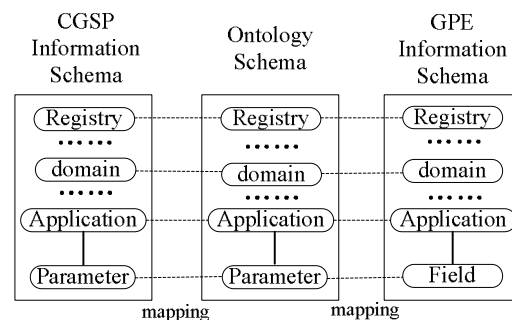 CGSP
Information
Schema
Ontology
Schema
GPE
Information
Schema
Registry
Registry
Registry
......
......
......
domain
domain
domain
......
......
......
Application
Application
Application
Parameter
Parameter
Field
mapping
mapping